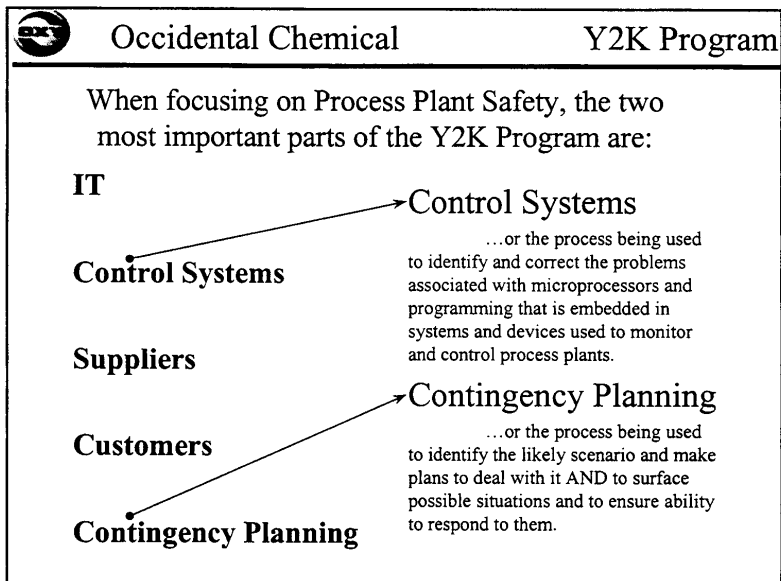 OXY
Occidental Chemical Y2K Program
When focusing on Process Plant Safety, the two
most important parts of the Y2K Program are:
IT
Control Systems
Suppliers
Customers
Contingency Planning
Control Systems
...or the process being used
to identify and correct the problems
associated with microprocessors and
programming that is embedded in
systems and devices used to monitor
and control process plants.
Contingency Planning
...or the process being used
to identify the likely scenario and make
plans to deal with it AND to surface
possible situations and to ensure ability
to respond to them.